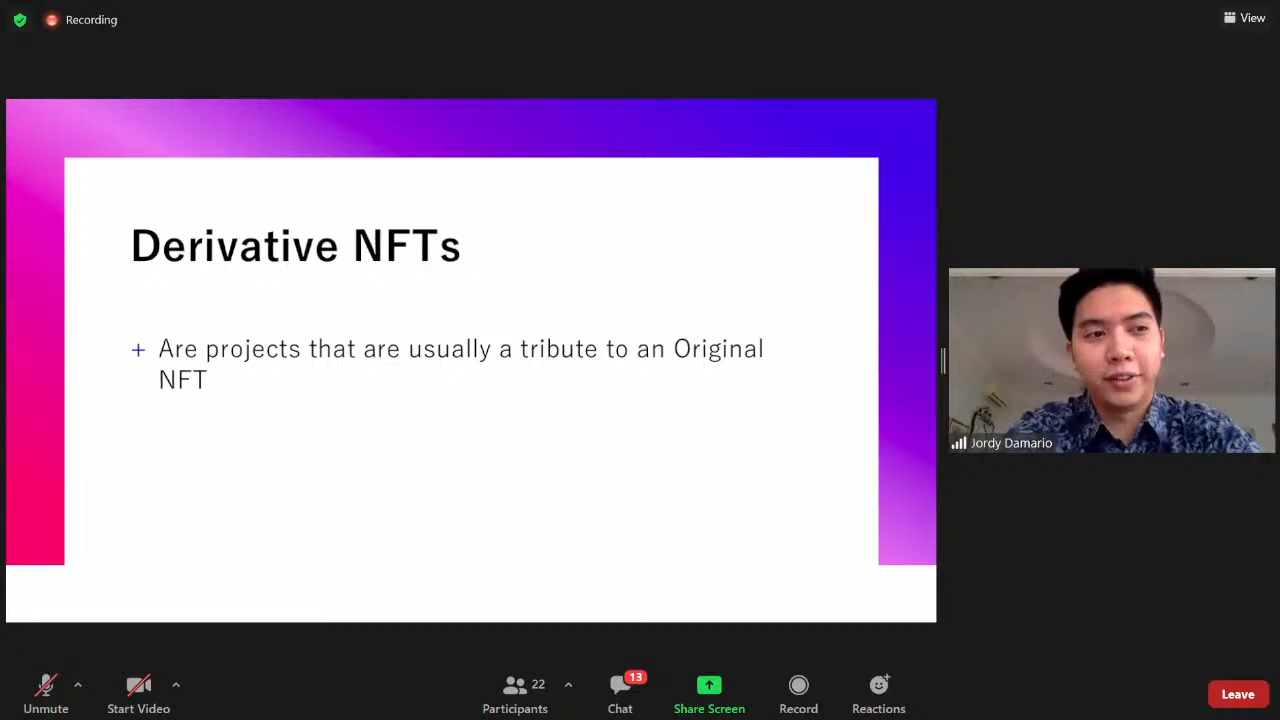 Recording
View
Derivative NFTs
+ Are projects that are usually a tribute to an Original
NFT
Jordy Damario
Unmute
Start Video
22
Participants
13
Chat
Share Screen
Record
Reactions
Leave